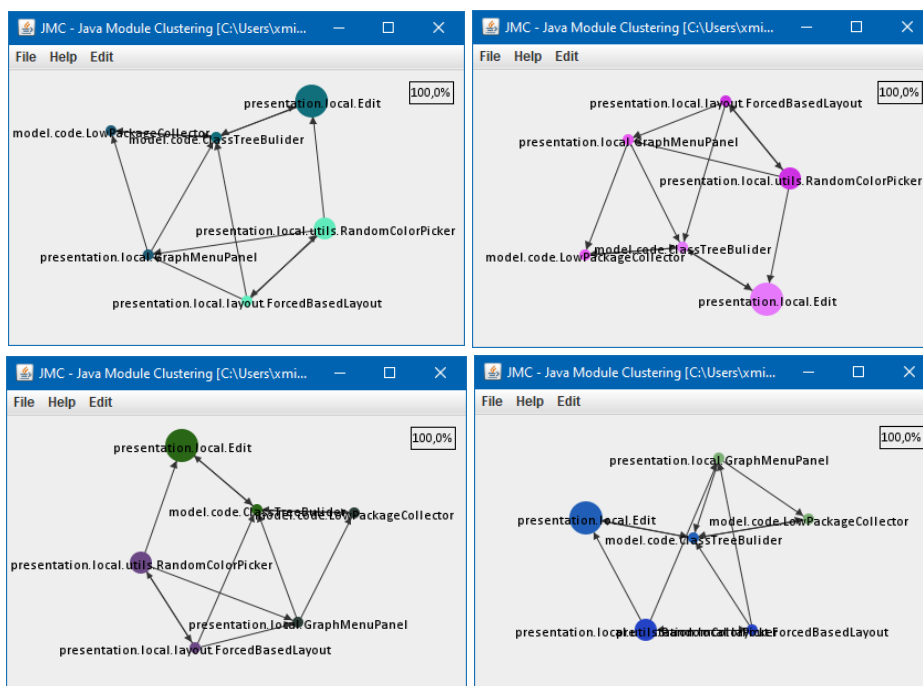 JMC - Java Module Clustering [C:\Users\xmi...
File Help Edit
100,0%
presentation.local.Edit
model.code.LowPackageCollector
model.code.ClassTreeBulider
presentation.local.utils.RandomColorPicker
presentation.local.GraphMenuPanel
presentation.local.layout.ForcedBasedLayout
JMC - Java Module Clustering [C:\Users\xmi...
File Help Edit
100,0%
presentation.local.layout.ForcedBasedLayout
presentation.local.GraphMenuPanel
presentation.local.utils.RandomColorPicker
model.code.ClassTreeBulider
model.code.LowPackageCollector
presentation.local.Edit
JMC - Java Module Clustering [C:\Users\xmi...
File Help Edit
100,0%
presentation.local.Edit
model.code.ClassTreeBulider
model.code.LowPackageCollector
presentation.local.utils.RandomColorPicker
presentation.local.GraphMenuPanel
presentation.local.layout.ForcedBasedLayout
JMC - Java Module Clustering [C:\Users\xmi...
File Help Edit
100,0%
presentation.local.GraphMenuPanel
presentation.local.Edit
model.code.LowPackageCollector
model.code.ClassTreeBulider
presentation.local.utils.RandomColorPicker
presentation.local.layout.ForcedBasedLayout